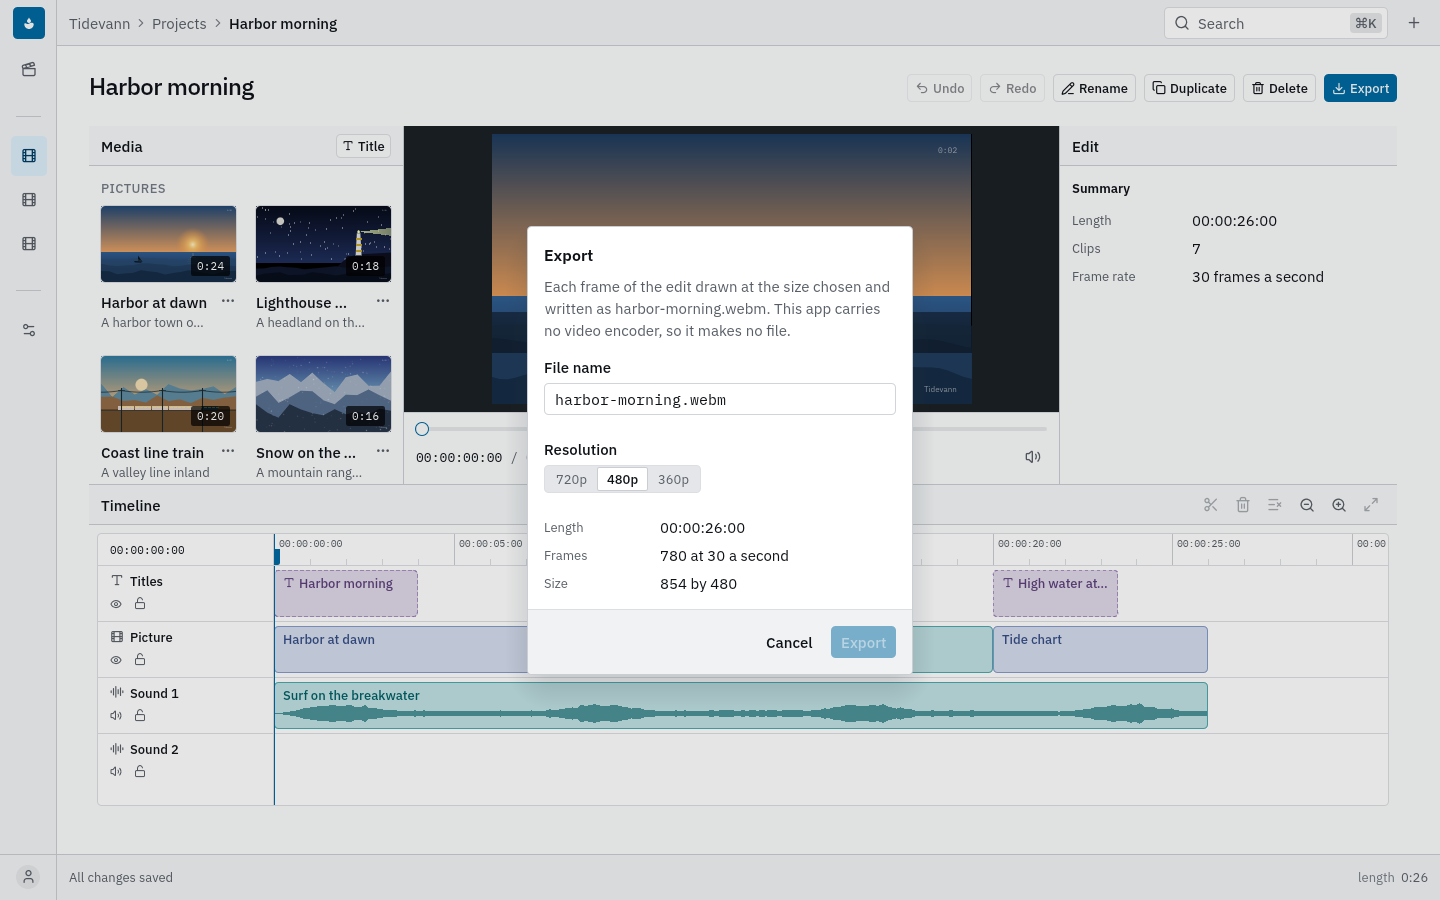 Tidevann
Projects
Harbor morning
Search
⌘K
Harbor morning
Undo
Redo
Rename
Duplicate
Delete
Export
Media
Title
PICTURES
0:24
Harbor at dawn
A harbor town o...
0:18
Lighthouse ...
A headland on th...
0:20
Coast line train
A valley line inland
0:16
Snow on the ...
A mountain rang...
0:02
Tidevann
00:00:00:00 /
Edit
Summary
Length 00:00:26:00
Clips 7
Frame rate 30 frames a second
Export
Each frame of the edit drawn at the size chosen and
written as harbor-morning.webm. This app carries
no video encoder, so it makes no file.
File name
harbor-morning.webm
Resolution
720p 480p 360p
Length 00:00:26:00
Frames 780 at 30 a second
Size 854 by 480
Cancel
Export
Timeline
00:00:00:00
00:00:00:00
00:00:05:00
00:00:20:00
00:00:25:00
00:00
Titles
Harbor morning
High water at...
Picture
Harbor at dawn
Tide chart
Sound 1
Surf on the breakwater
Sound 2
All changes saved
length 0:26